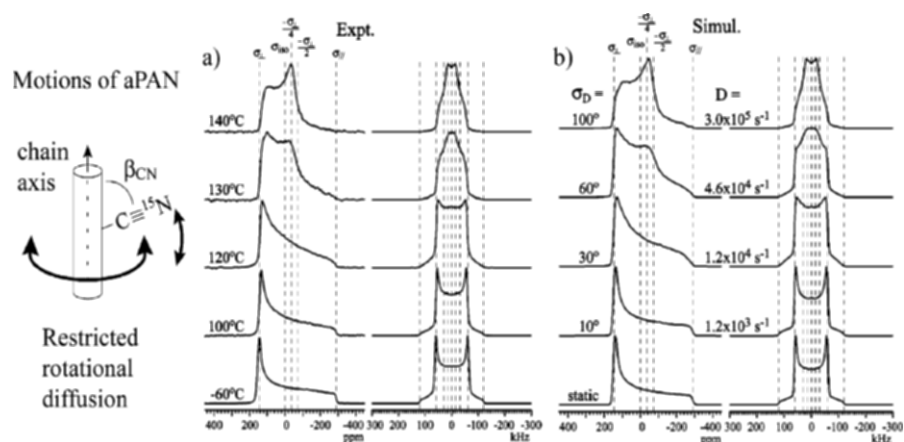 Motions of aPAN
chain
axis
βCN
C≡¹⁵N
Restricted
rotational
diffusion
a)
Expt.
σ⊥
σiso
-σ⊥/4
-σ⊥/2
σ//
140°C
130°C
120°C
100°C
-60°C
400 200 0 -200 -400
ppm
300 200 100 0 -100 -200 -300
kHz
b)
Simul.
σ⊥
σiso
-σ⊥/4
-σ⊥/2
σ//
σD =
D =
100°
3.0x10⁵ s⁻¹
60°
4.6x10⁴ s⁻¹
30°
1.2x10⁴ s⁻¹
10°
1.2x10³ s⁻¹
static
400 200 0 -200 -400
ppm
300 200 100 0 -100 -200 -300
kHz